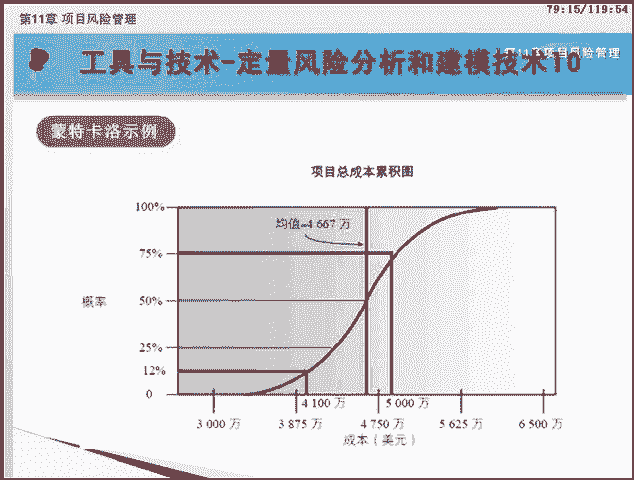 79:15/119:54
第11章 项目风险管理
第11章项目风险管理
工具与技术-定量风险分析和建模技术10
蒙特卡洛示例
项目总成本累积图
100%
均值=4 667 万
75%
概率
50%
25%
12%
0
4 100 万
5 000 万
3 000 万
3 875 万
4 750 万
5 625 万
6 500 万
成本（美元）